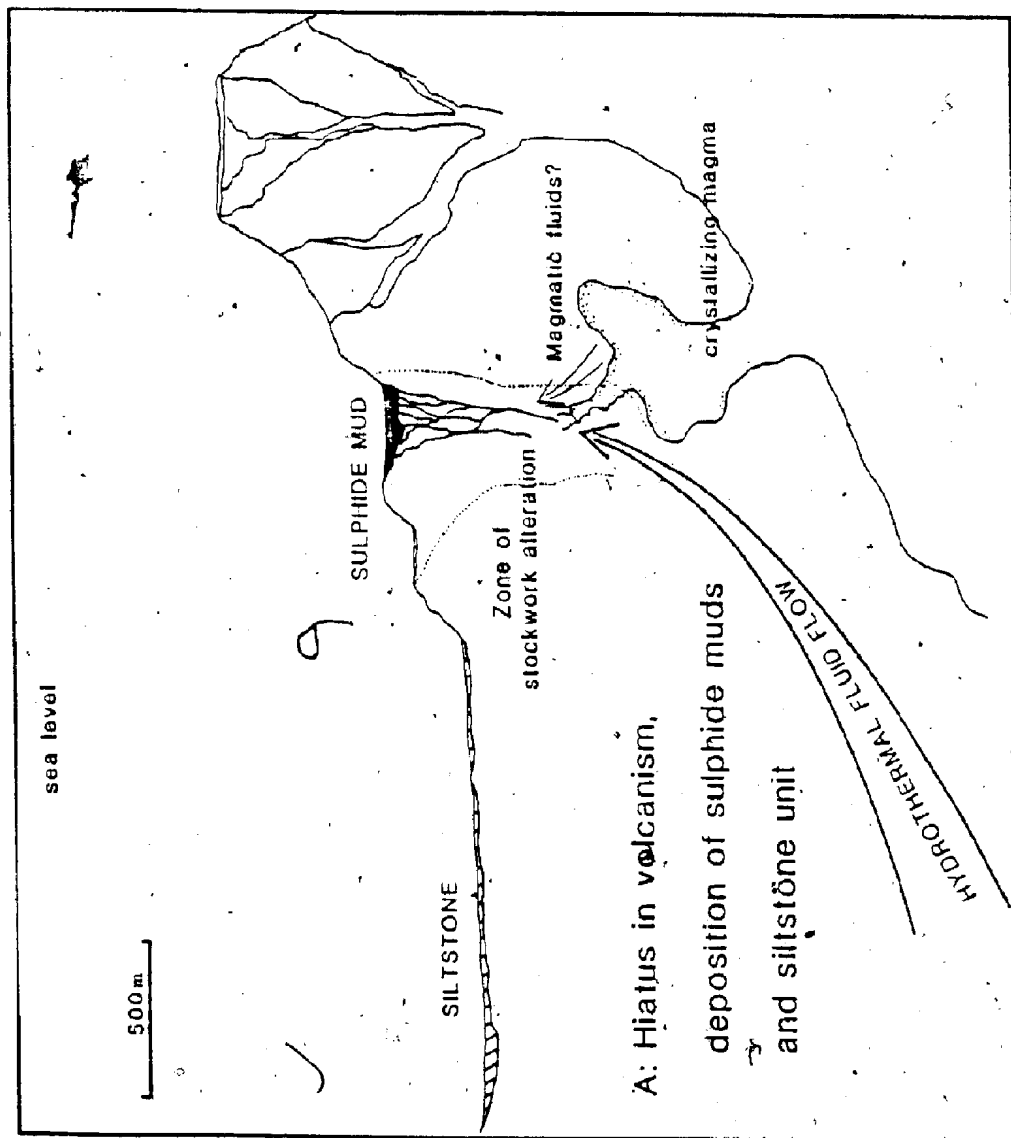 sea level
500m
SULPHIDE MUD
SILTSTONE
Zone of
stockwork alteration
Magmatic fluids?
crystallizing magma
HYDROTHERMAL FLUID FLOW
A: Hiatus in volcanism,
deposition of sulphide muds
and siltstone unit